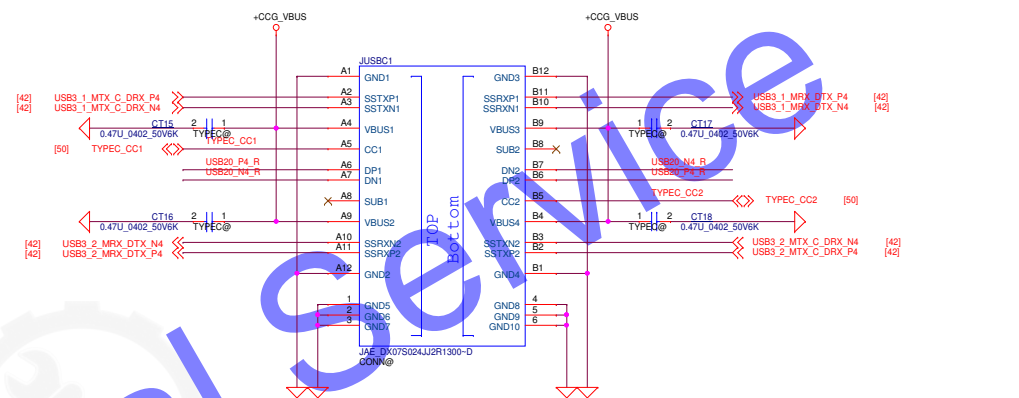 +CCG_VBUS +CCG_VBUS
JUSBC1
A1 GND1 GND3 B12
[42] USB3_1_MTX_C_DRX_P4 A2 SSTXP1 SSRXP1 B11 USB3_1_MRX_DTX_P4 [42]
[42] USB3_1_MTX_C_DRX_N4 A3 SSTXN1 SSRXN1 B10 USB3_1_MRX_DTX_N4 [42]
CT15 2 1 A4 VBUS1 VBUS3 B9 1 2 CT17
0.47U_0402_50V6K TYPEC@ TYPEC@ 0.47U_0402_50V6K
[50] TYPEC_CC1 TYPEC_CC1 A5 CC1 SUB2 B8
USB20_P4_R A6 DP1 DN2 B7 USB20_N4_R
USB20_N4_R A7 DN1 DP2 B6 USB20_P4_R
A8 SUB1 CC2 B5 TYPEC_CC2 TYPEC_CC2 [50]
CT16 2 1 A9 VBUS2 VBUS4 B4 1 2 CT18
0.47U_0402_50V6K TYPEC@ TYPEC@ 0.47U_0402_50V6K
TOP
Bottom
[42] USB3_2_MRX_DTX_N4 A10 SSRXN2 SSTXN2 B3 USB3_2_MTX_C_DRX_N4 [42]
[42] USB3_2_MRX_DTX_P4 A11 SSRXP2 SSTXP2 B2 USB3_2_MTX_C_DRX_P4 [42]
A12 GND2 GND4 B1
1 GND5 GND8 4
2 GND6 GND9 5
3 GND7 GND10 6
JAE_DX07S024JJ2R1300~D
CONN@
l Service